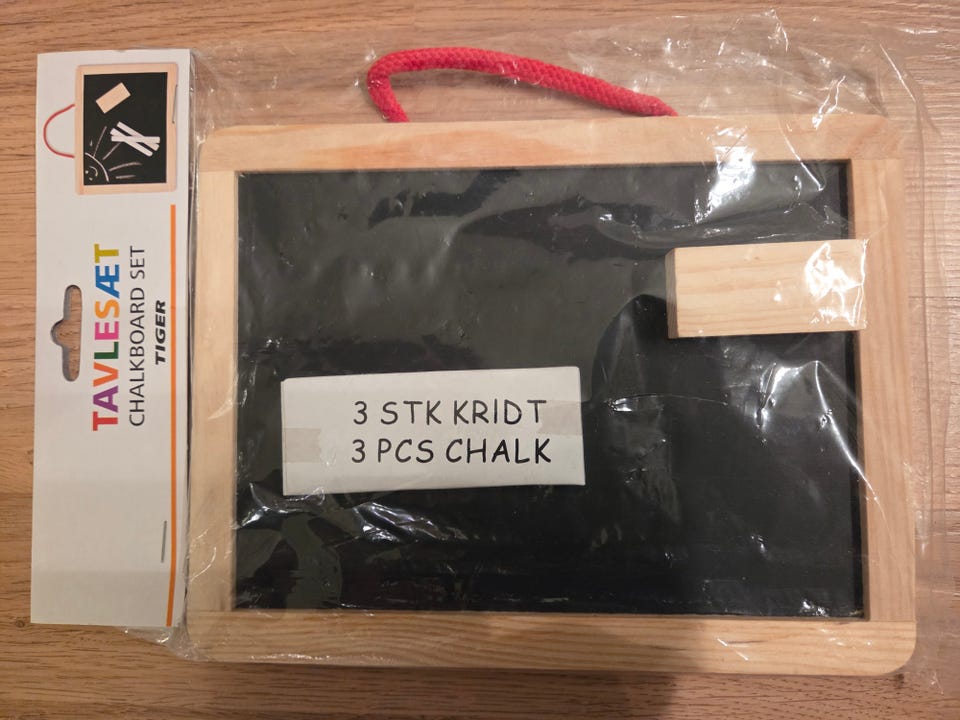 TAVLESÆT
CHALKBOARD SET
TIGER
3 STK KRIDT
3 PCS CHALK